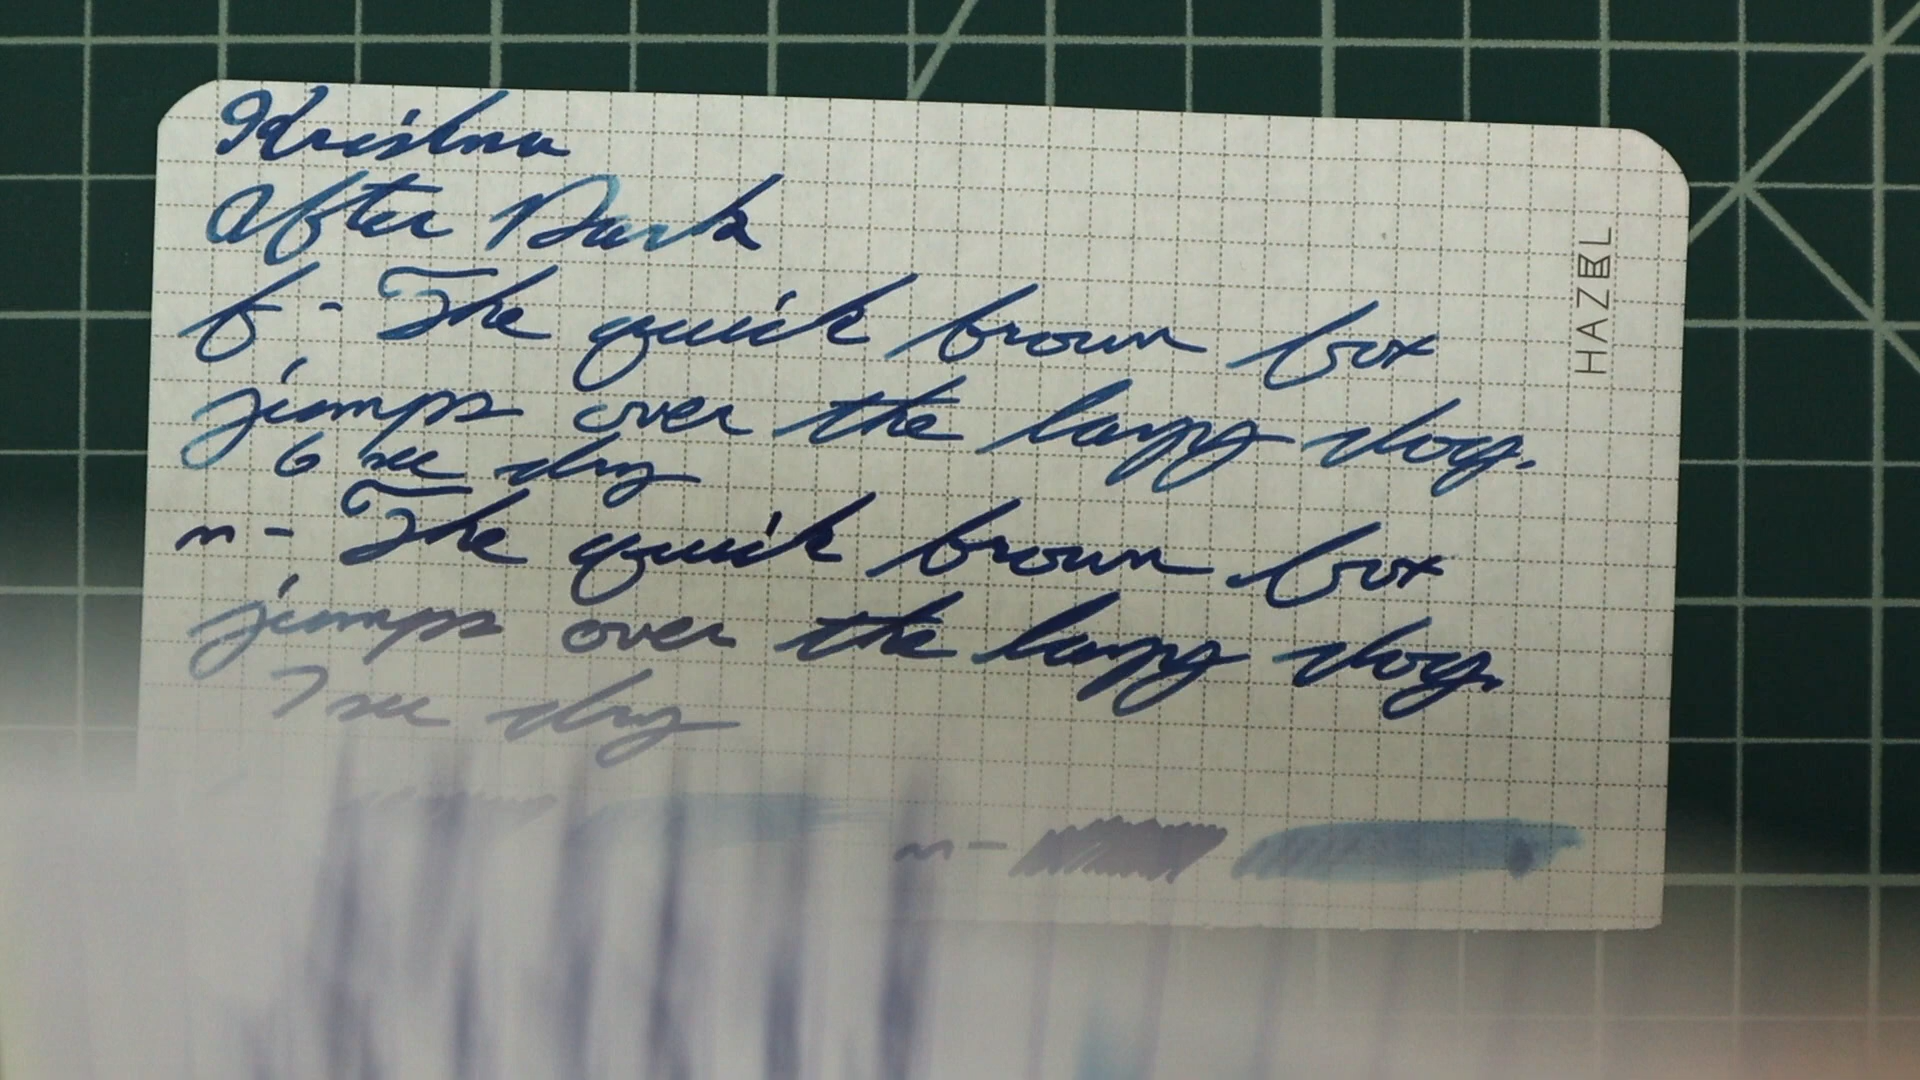 Krishna
After Dark
f - The quick brown fox
jumps over the lazy dog.
6 sec dry
m - The quick brown fox
jumps over the lazy dog.
7 sec dry
m -
HAZEL